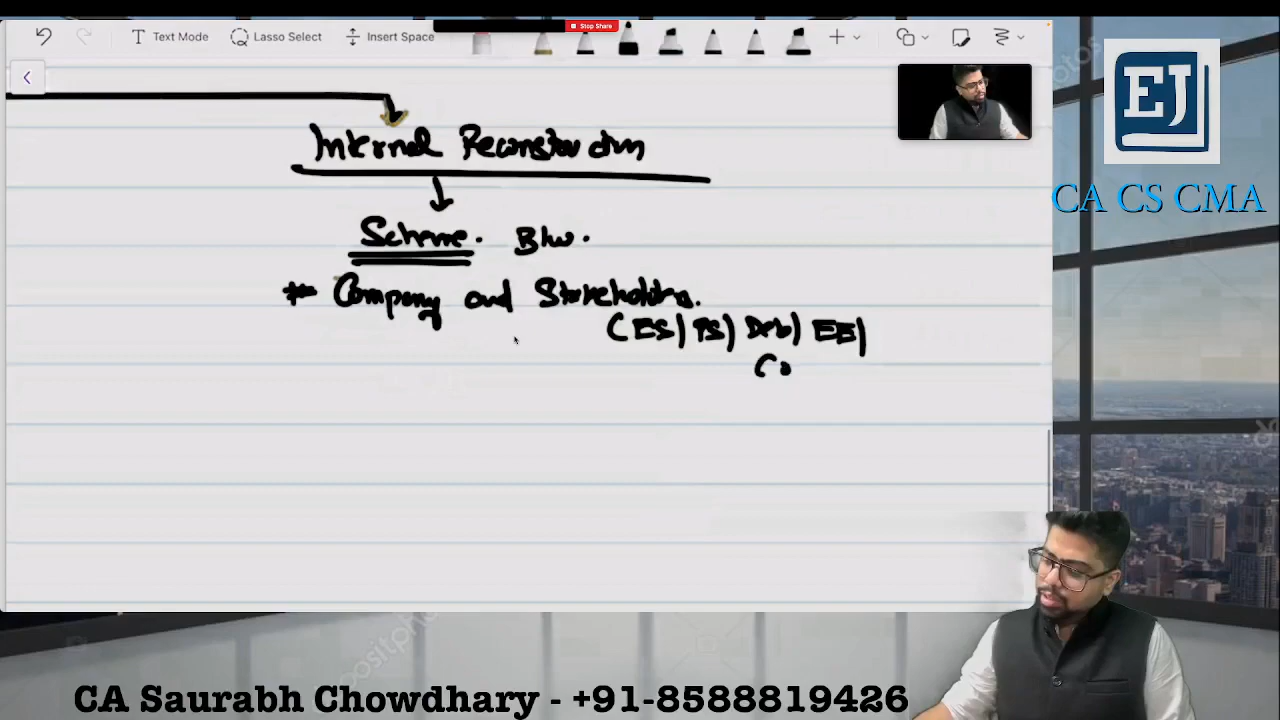 Stop Share
Text Mode
Lasso Select
Insert Space
EJ
CA CS CMA
Internal Reconstruction
Scheme. B/w.
Company and Stakeholders.
(ES| PS| Deb| EE|
CA Saurabh Chowdhary - +91-8588819426